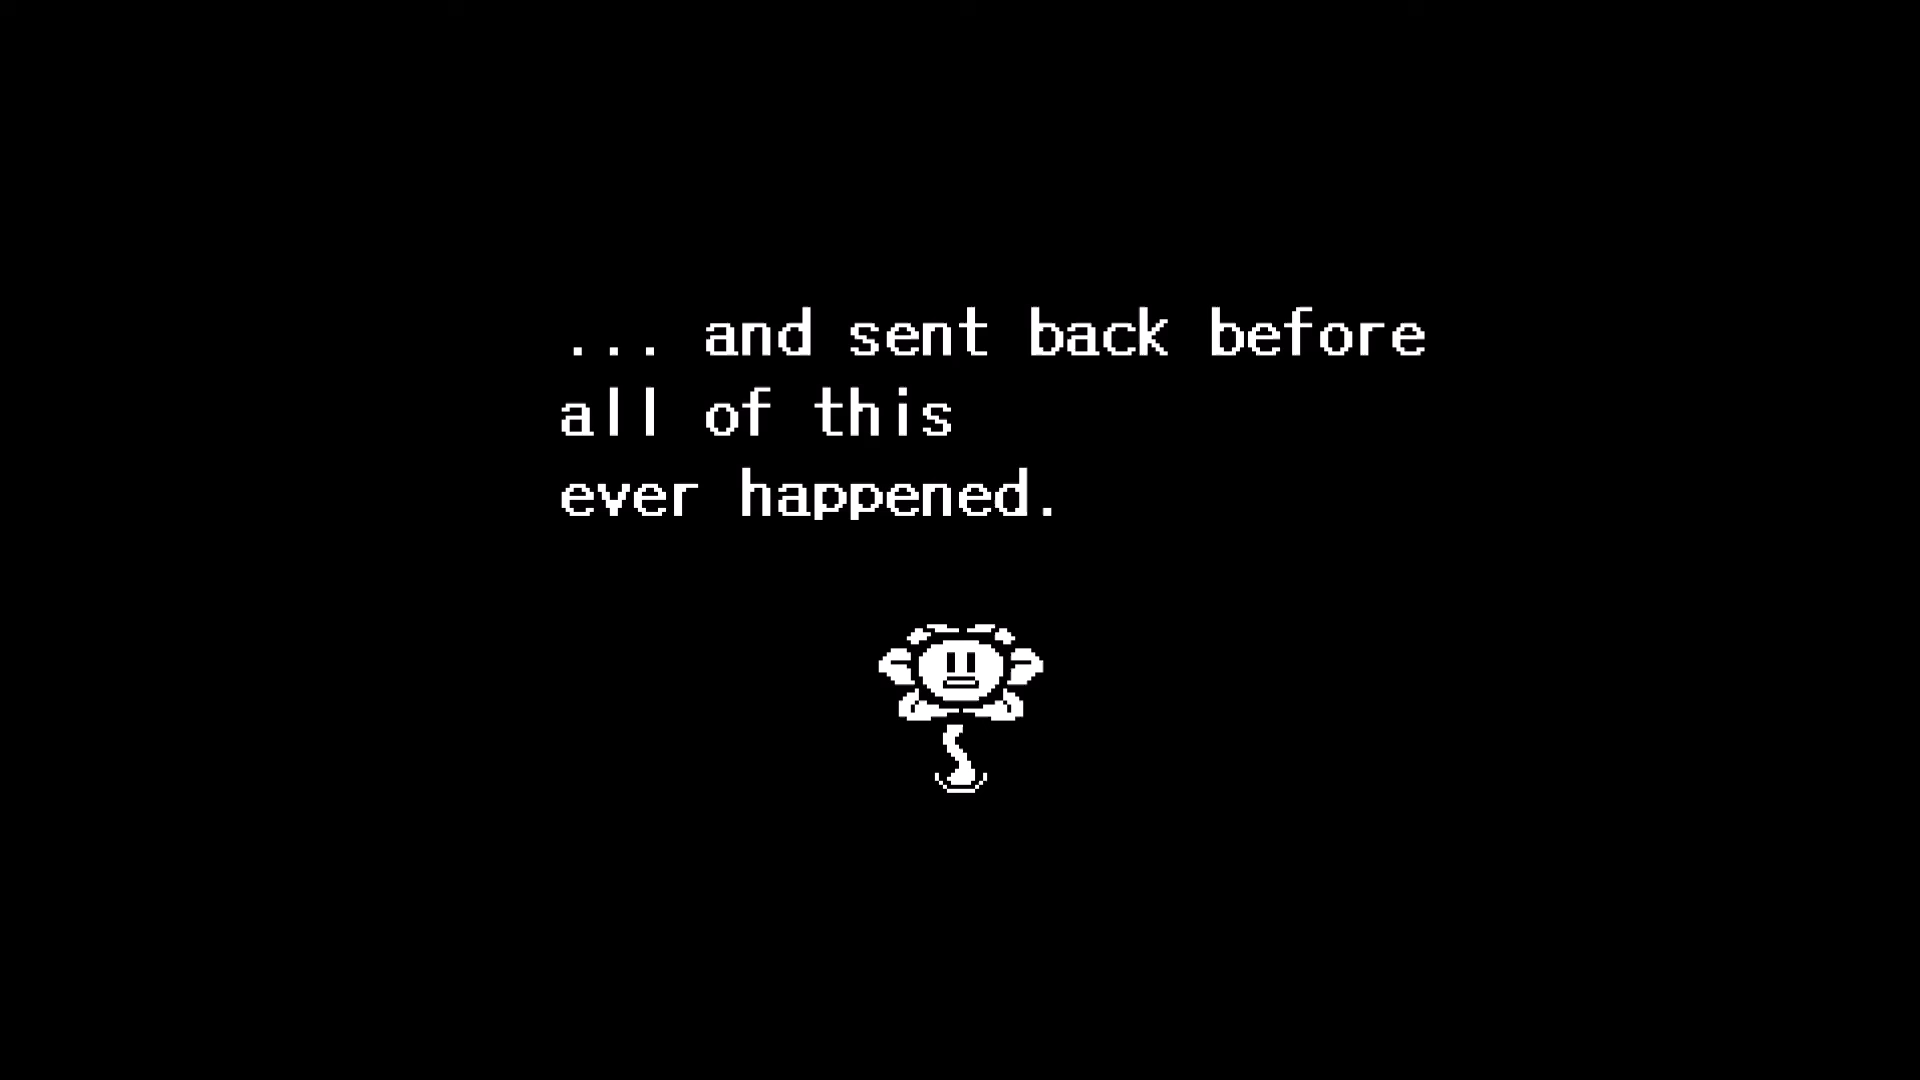 ... and sent back before
all of this
ever happened.